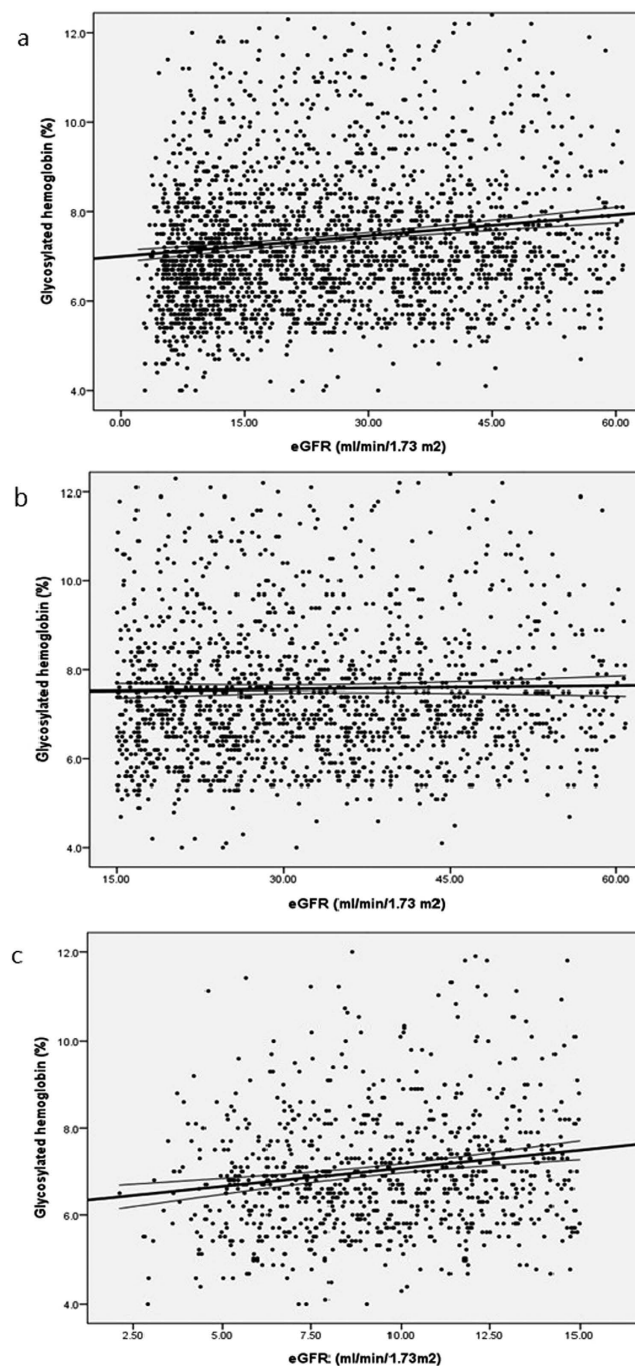 a
12.0
10.0
8.0
6.0
4.0
Glycosylated hemoglobin (%)
0.00 15.00 30.00 45.00 60.00
eGFR (ml/min/1.73 m2)
b
12.0
10.0
8.0
6.0
4.0
Glycosylated hemoglobin (%)
15.00 30.00 45.00 60.00
eGFR (ml/min/1.73 m2)
c
12.0
10.0
8.0
6.0
4.0
Glycosylated hemoglobin (%)
2.50 5.00 7.50 10.00 12.50 15.00
eGFR: (ml/min/1.73m2)